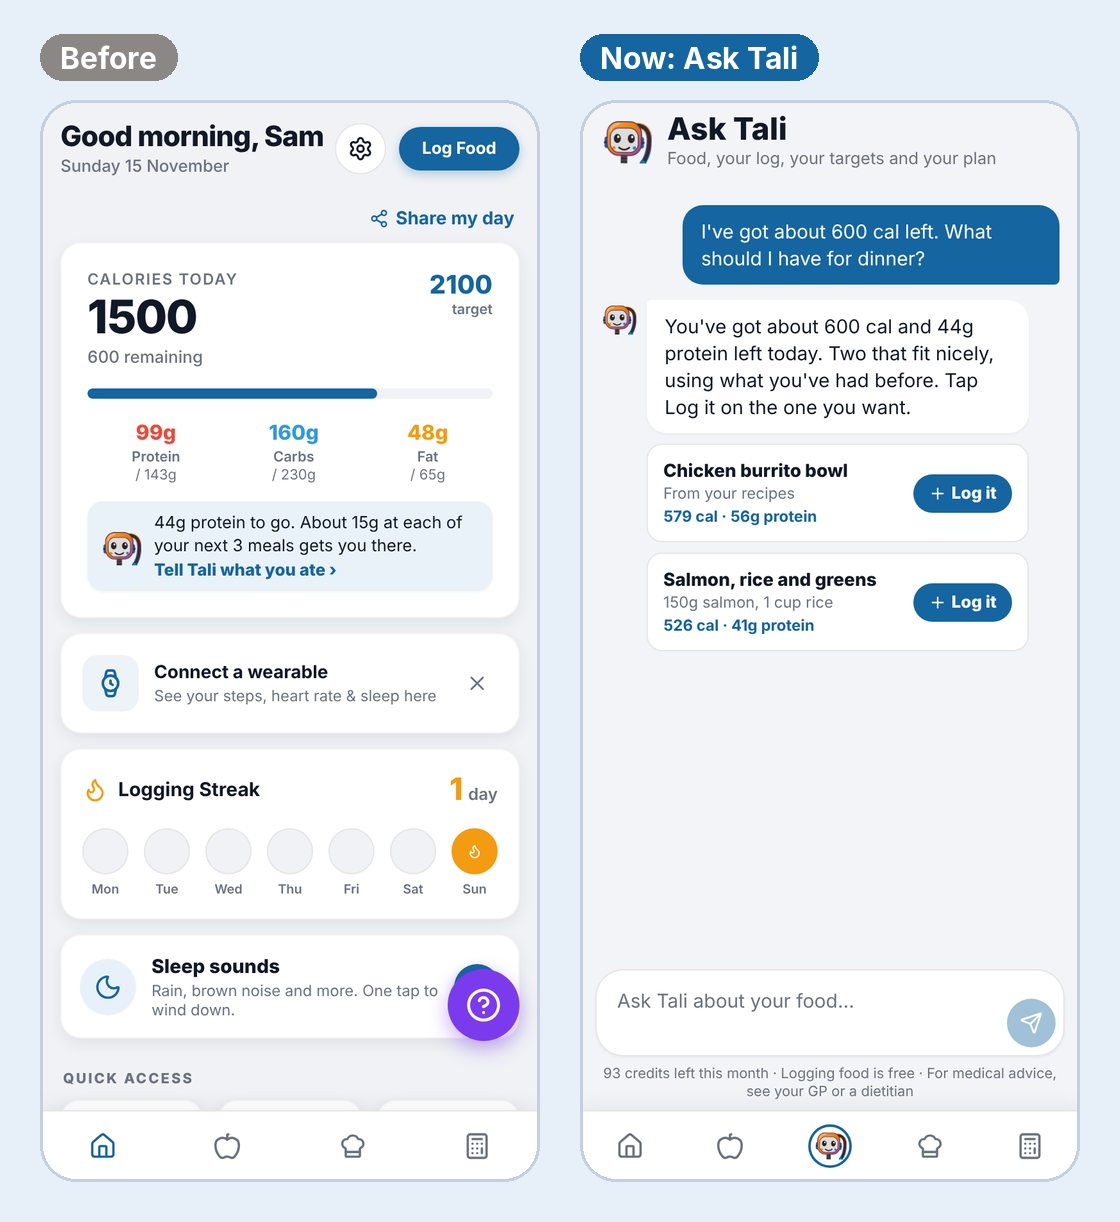 Before
Good morning, Sam
Sunday 15 November
Log Food
Share my day
CALORIES TODAY
1500
600 remaining
2100
target
99g
Protein
/ 143g
160g
Carbs
/ 230g
48g
Fat
/ 65g
44g protein to go. About 15g at each of
your next 3 meals gets you there.
Tell Tali what you ate ›
Connect a wearable
See your steps, heart rate & sleep here
Logging Streak
1 day
Mon
Tue
Wed
Thu
Fri
Sat
Sun
Sleep sounds
Rain, brown noise and more. One tap to
wind down.
QUICK ACCESS
Now: Ask Tali
Ask Tali
Food, your log, your targets and your plan
I've got about 600 cal left. What
should I have for dinner?
You've got about 600 cal and 44g
protein left today. Two that fit nicely,
using what you've had before. Tap
Log it on the one you want.
Chicken burrito bowl
From your recipes
579 cal · 56g protein
+ Log it
Salmon, rice and greens
150g salmon, 1 cup rice
526 cal · 41g protein
+ Log it
Ask Tali about your food...
93 credits left this month · Logging food is free · For medical advice,
see your GP or a dietitian